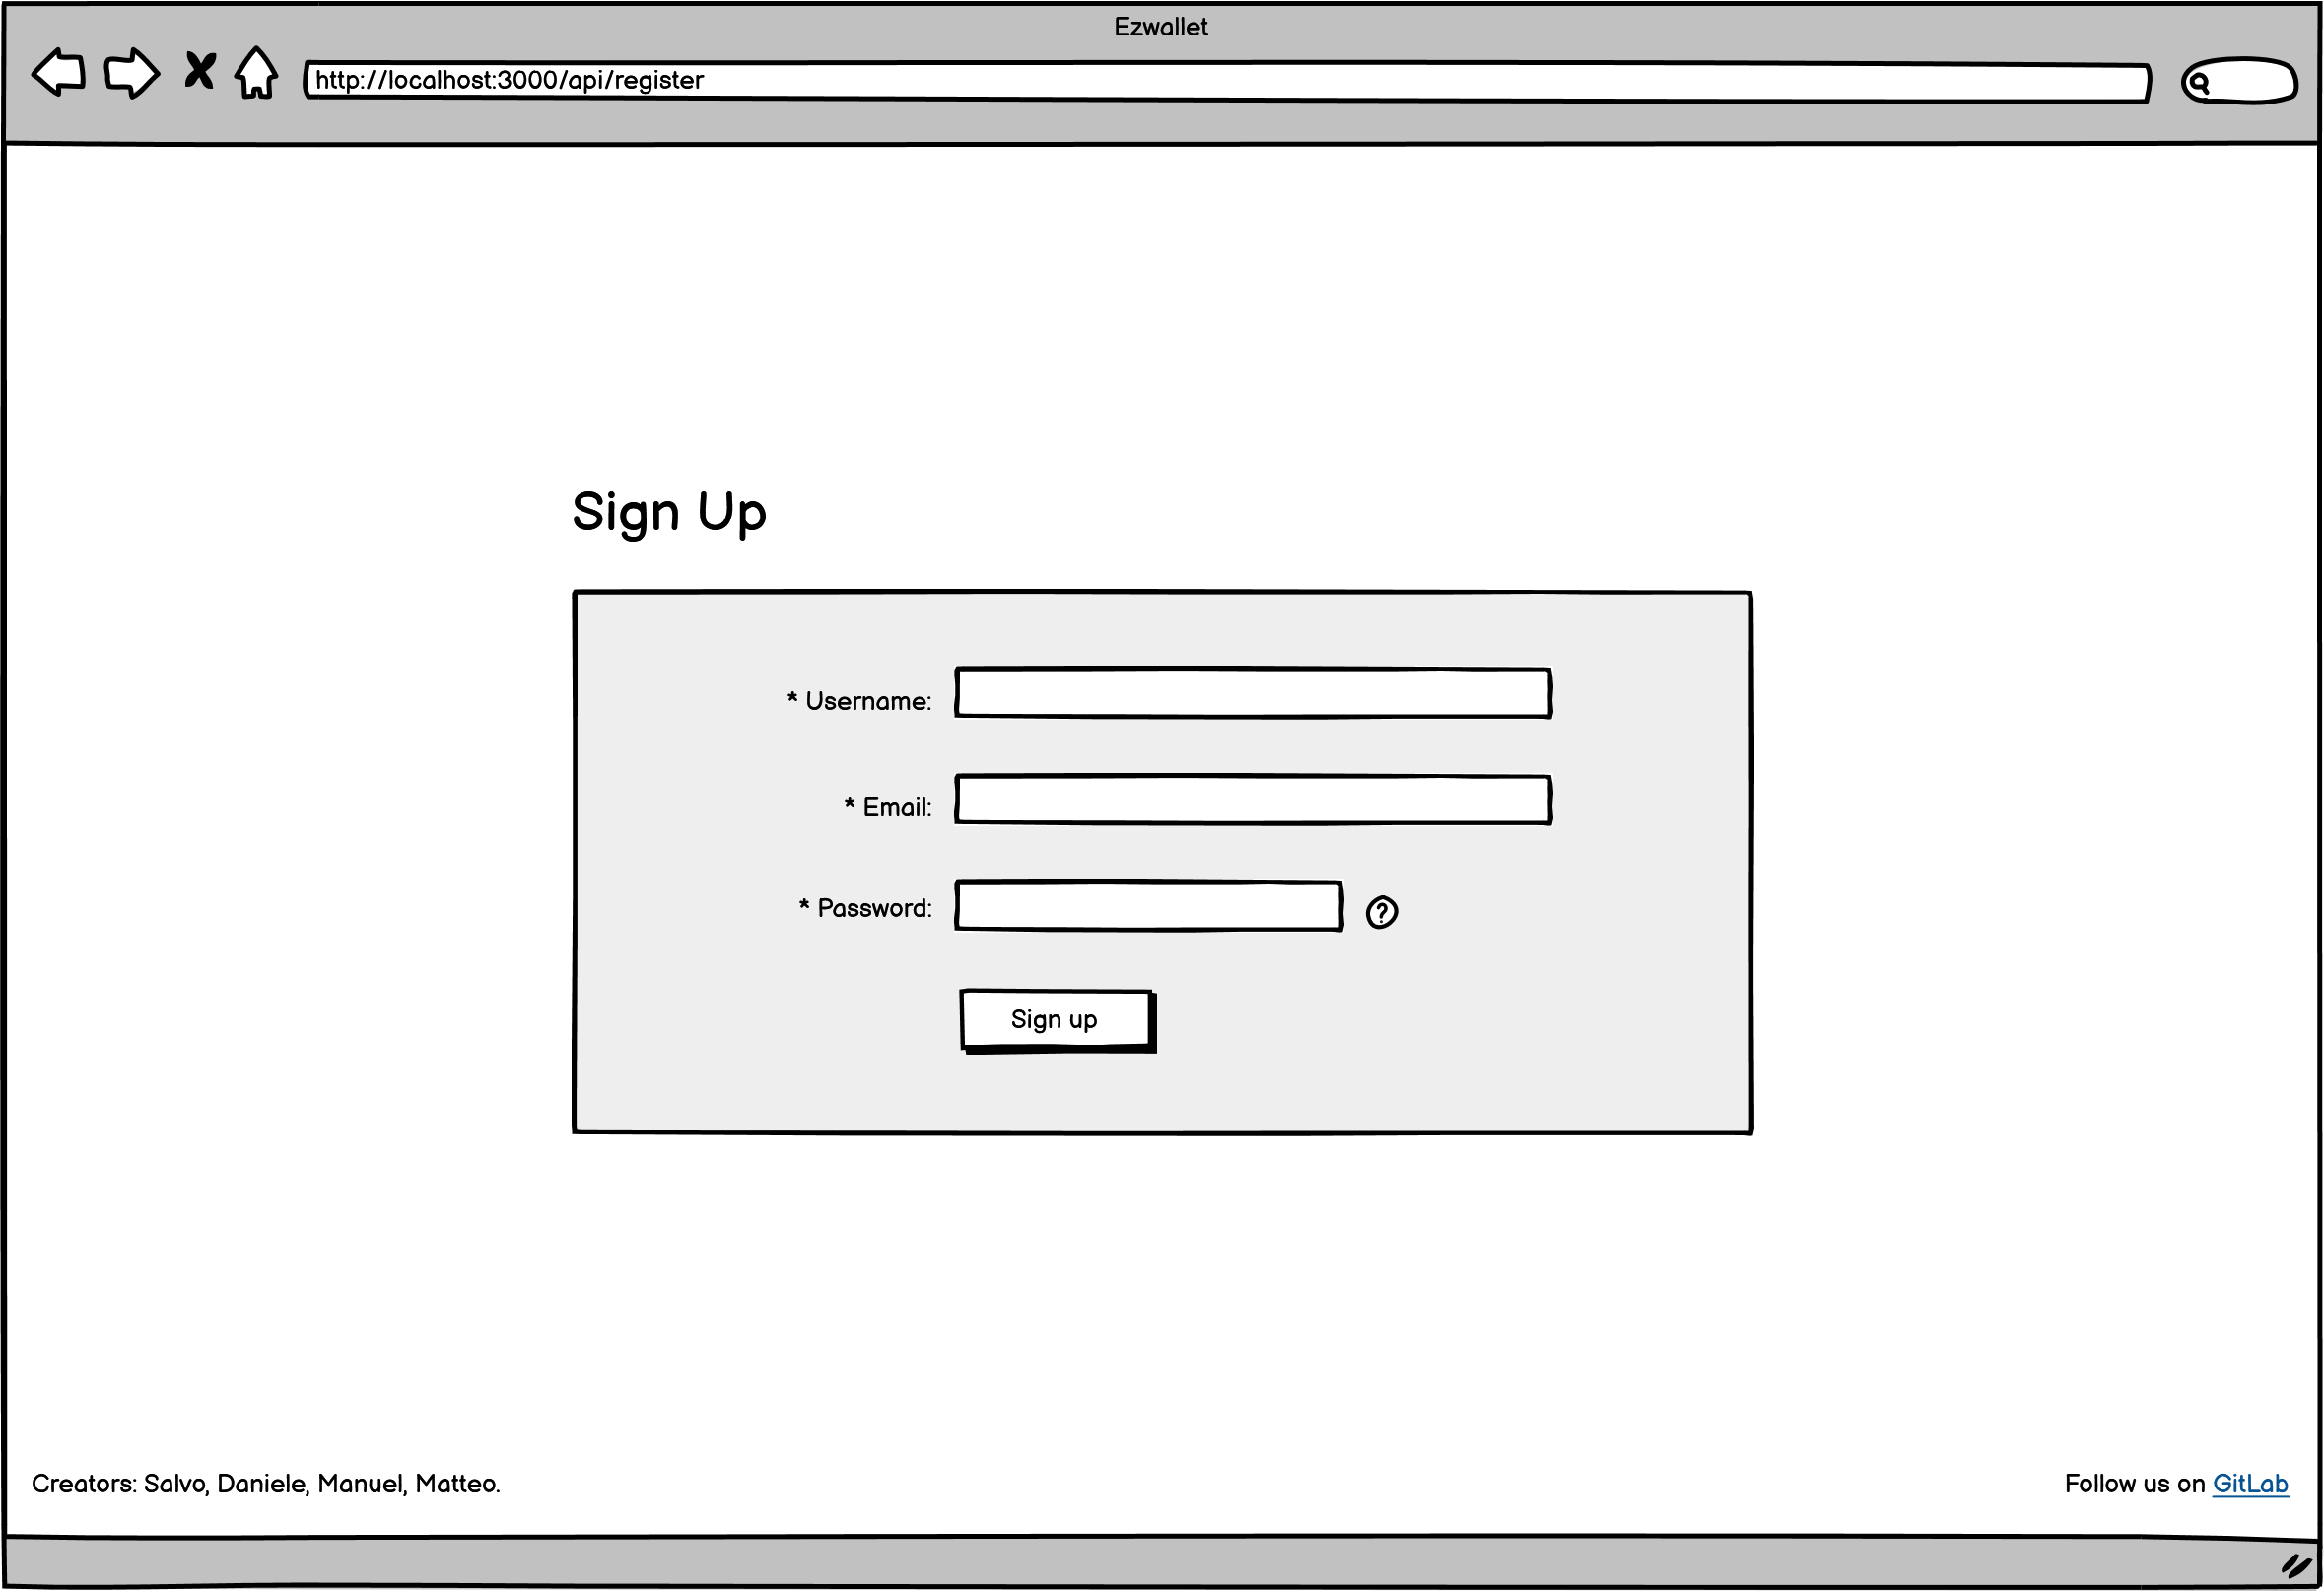 Ezwallet
http://localhost:3000/api/register
Sign Up
* Username:
* Email:
* Password:
?
Sign up
Creators: Salvo, Daniele, Manuel, Matteo.
Follow us on GitLab